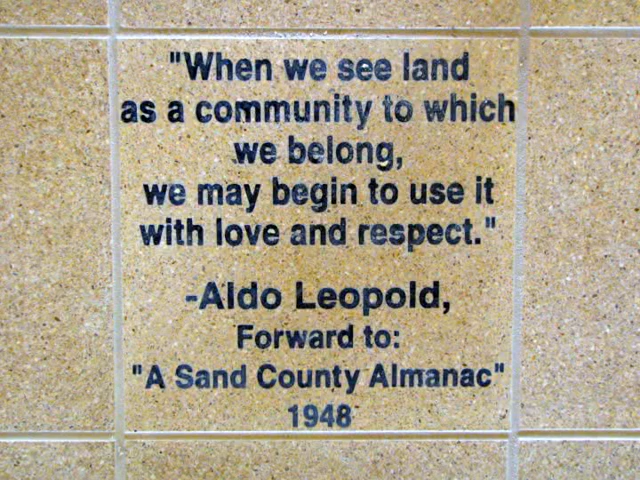 "When we see land
as a community to which
we belong,
we may begin to use it
with love and respect."
-Aldo Leopold,
Forward to:
"A Sand County Almanac"
1948